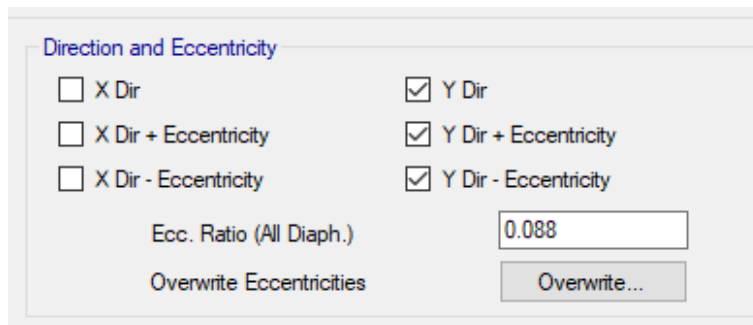 Direction and Eccentricity
X Dir
Y Dir
X Dir + Eccentricity
Y Dir + Eccentricity
X Dir - Eccentricity
Y Dir - Eccentricity
Ecc. Ratio (All Diaph.)
0.088
Overwrite Eccentricities
Overwrite...